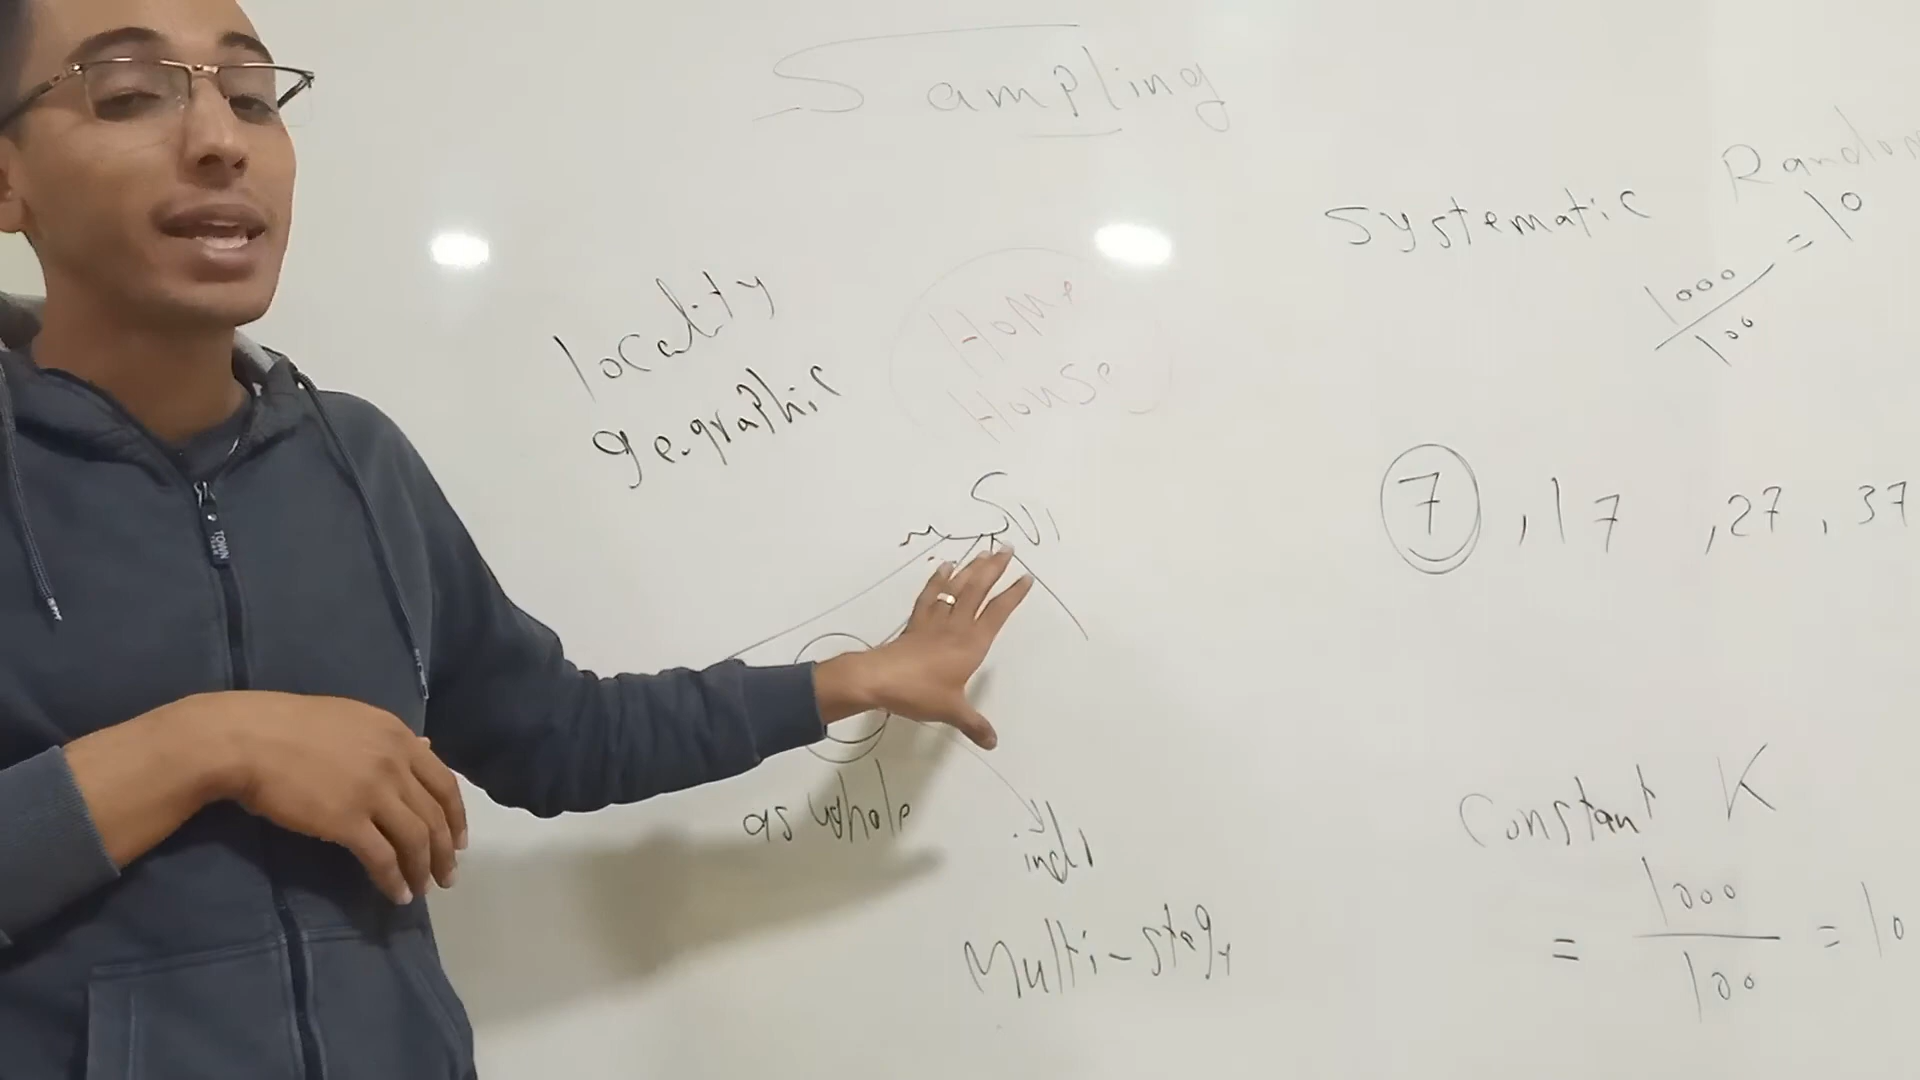 Sampling
Systematic Random
1000/100 = 10
locality
geographic
Home
House
7, 17, 27, 37
as whole
Constant K
= 1000/100 = 10
Multi-stage
TOWN